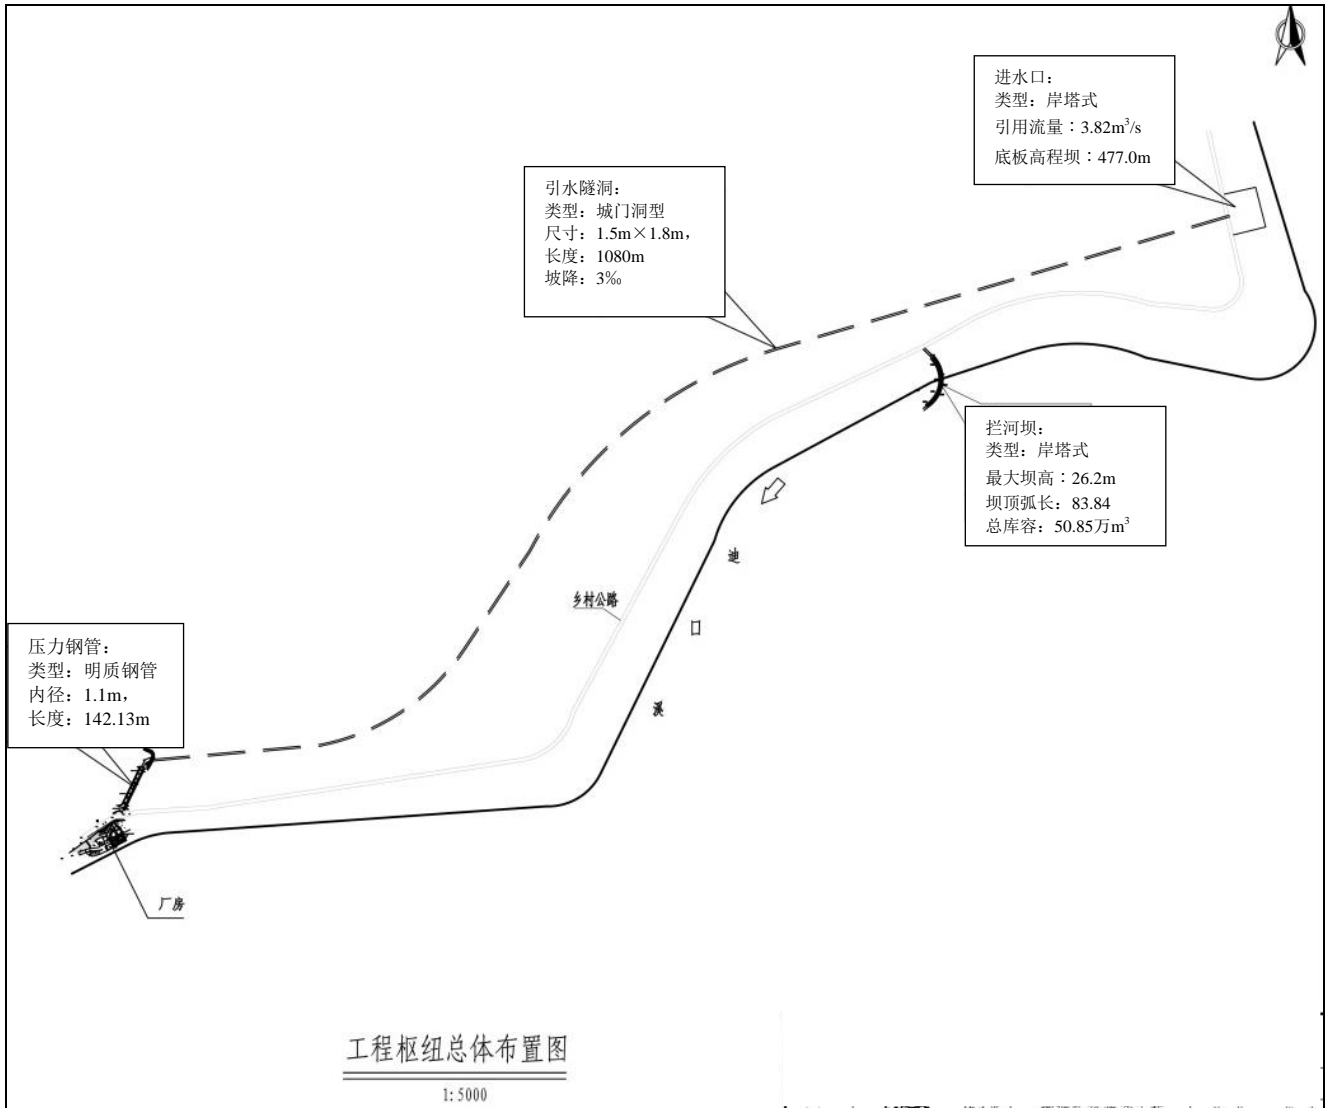 进水口：
类型：岸塔式
引用流量：3.82m³/s
底板高程坝：477.0m
引水隧洞：
类型：城门洞型
尺寸：1.5m×1.8m，
长度：1080m
坡降：3‰
拦河坝：
类型：岸塔式
最大坝高：26.2m
坝顶弧长：83.84
总库容：50.85万m³
迪
口
溪
乡村公路
压力钢管：
类型：明质钢管
内径：1.1m，
长度：142.13m
厂房
工程枢纽总体布置图
1:5000